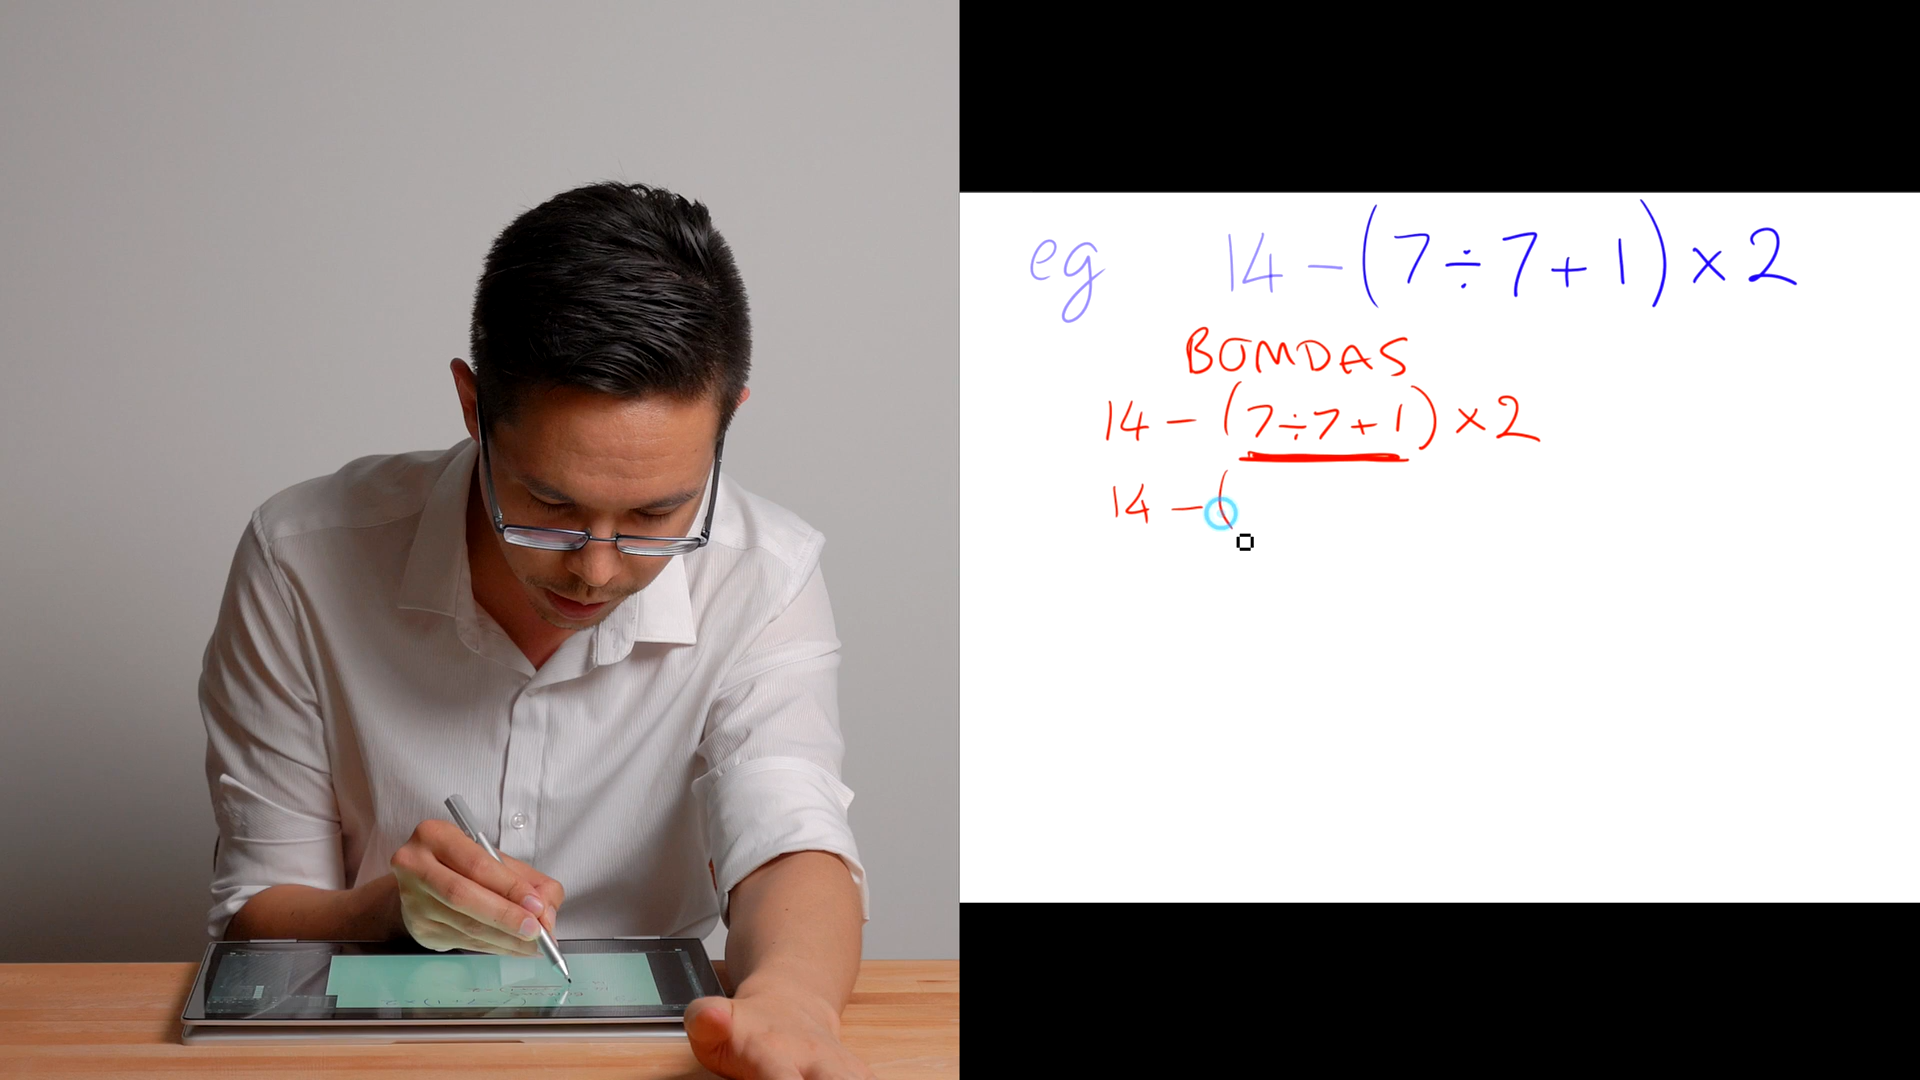 eg 14 - (7 ÷ 7 + 1) × 2
BOMDAS
14 - (7 ÷ 7 + 1) × 2
14 - (